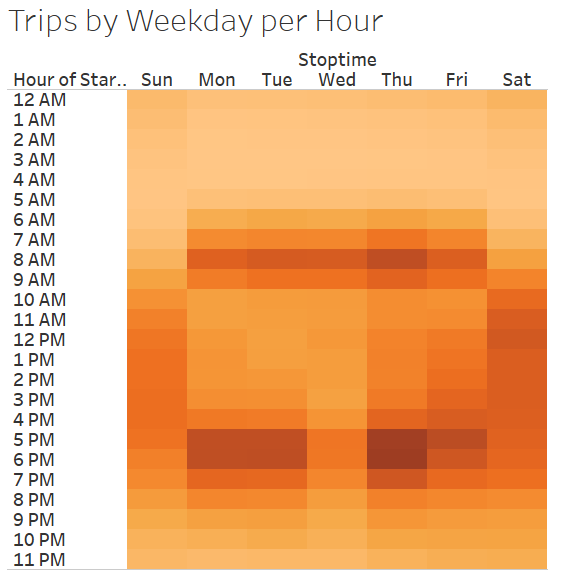 Trips by Weekday per Hour
Stoptime
Hour of Star.. Sun Mon Tue Wed Thu Fri Sat
12 AM
1 AM
2 AM
3 AM
4 AM
5 AM
6 AM
7 AM
8 AM
9 AM
10 AM
11 AM
12 PM
1 PM
2 PM
3 PM
4 PM
5 PM
6 PM
7 PM
8 PM
9 PM
10 PM
11 PM